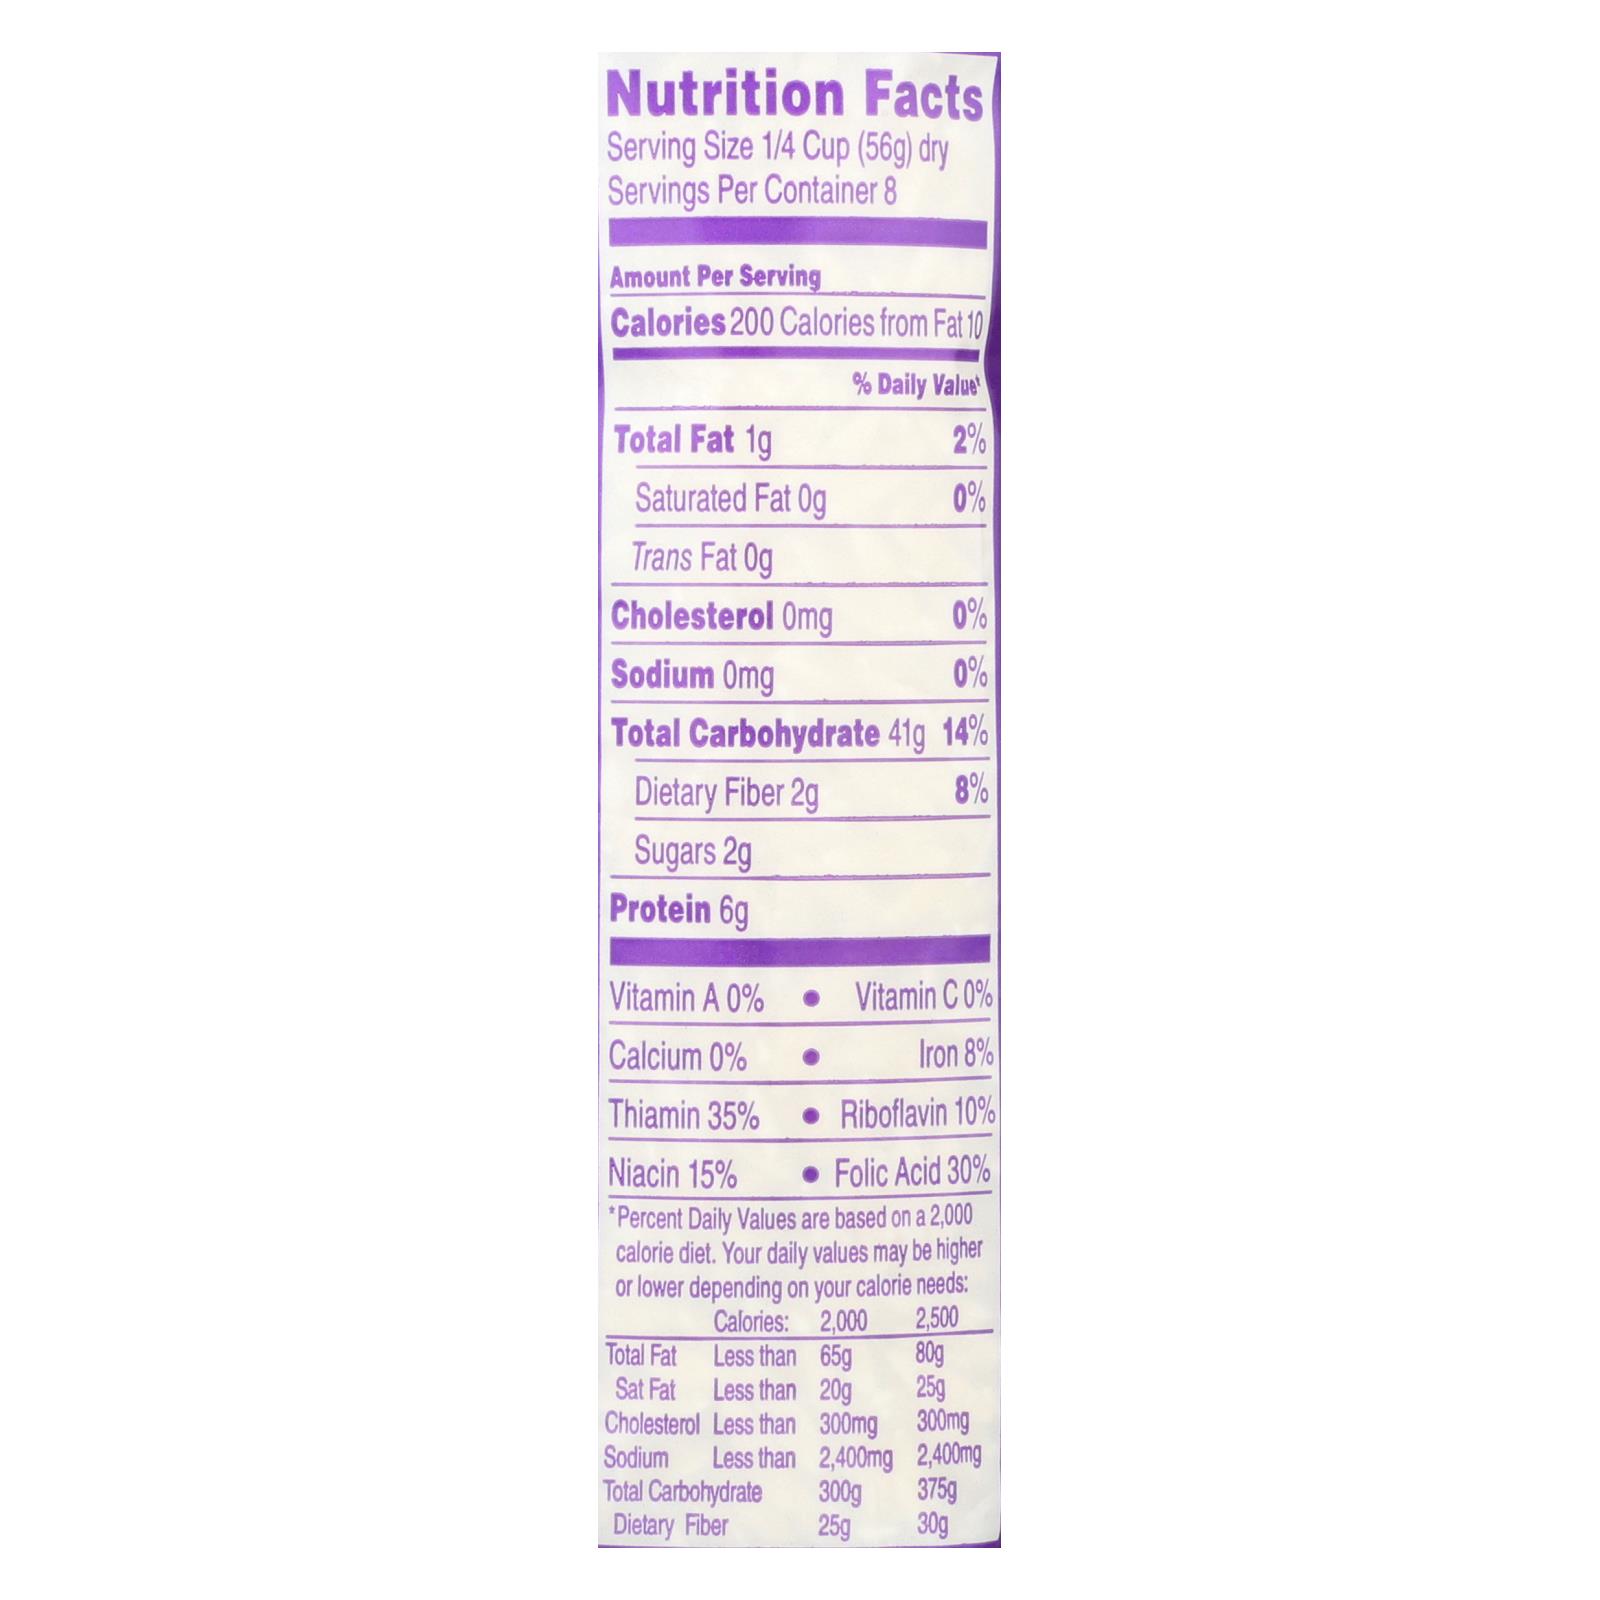 Nutrition Facts
Serving Size 1/4 Cup (56g) dry
Servings Per Container 8
Amount Per Serving
Calories 200 Calories from Fat 10
% Daily Value*
Total Fat 1g 2%
Saturated Fat 0g 0%
Trans Fat 0g
Cholesterol 0mg 0%
Sodium 0mg 0%
Total Carbohydrate 41g 14%
Dietary Fiber 2g 8%
Sugars 2g
Protein 6g
Vitamin A 0% • Vitamin C 0%
Calcium 0% • Iron 8%
Thiamin 35% • Riboflavin 10%
Niacin 15% • Folic Acid 30%
*Percent Daily Values are based on a 2,000
calorie diet. Your daily values may be higher
or lower depending on your calorie needs:
Calories: 2,000 2,500
Total Fat Less than 65g 80g
Sat Fat Less than 20g 25g
Cholesterol Less than 300mg 300mg
Sodium Less than 2,400mg 2,400mg
Total Carbohydrate 300g 375g
Dietary Fiber 25g 30g